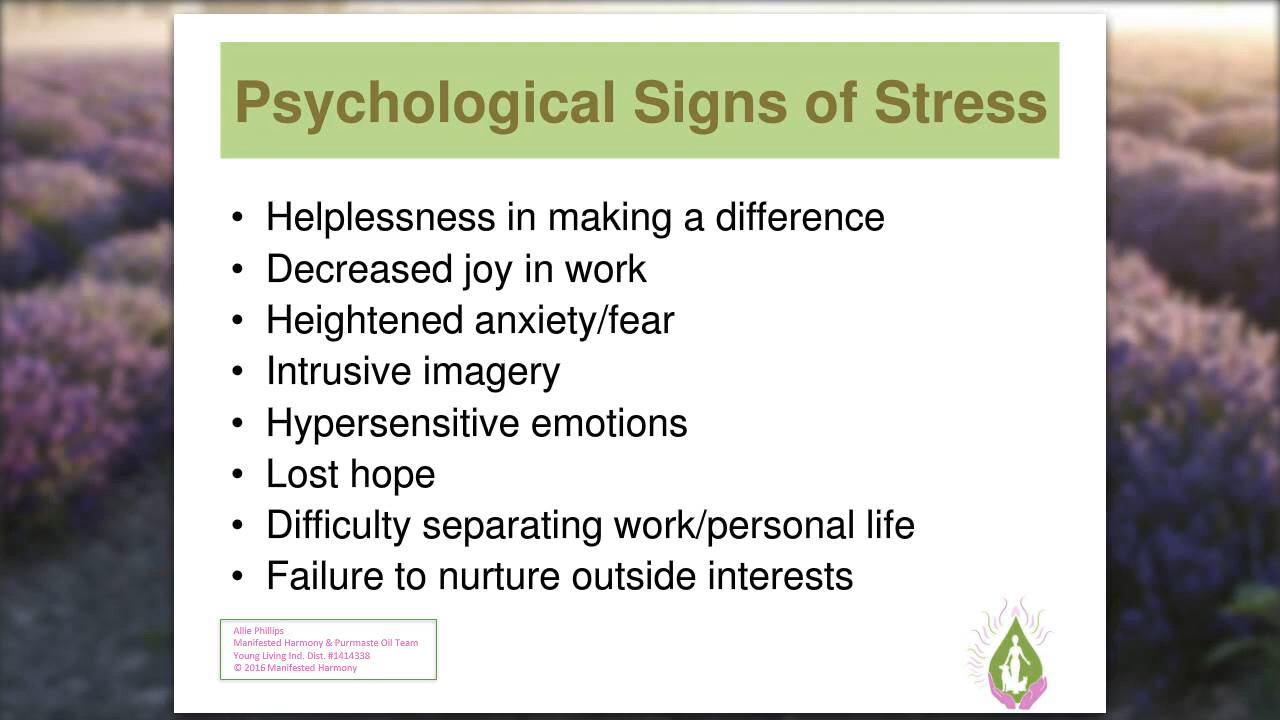 Psychological Signs of Stress
• Helplessness in making a difference
• Decreased joy in work
• Heightened anxiety/fear
• Intrusive imagery
• Hypersensitive emotions
• Lost hope
• Difficulty separating work/personal life
• Failure to nurture outside interests
Allie Phillips
Manifested Harmony & Purrmaste Oil Team
Young Living Ind. Dist. #1414338
© 2016 Manifested Harmony